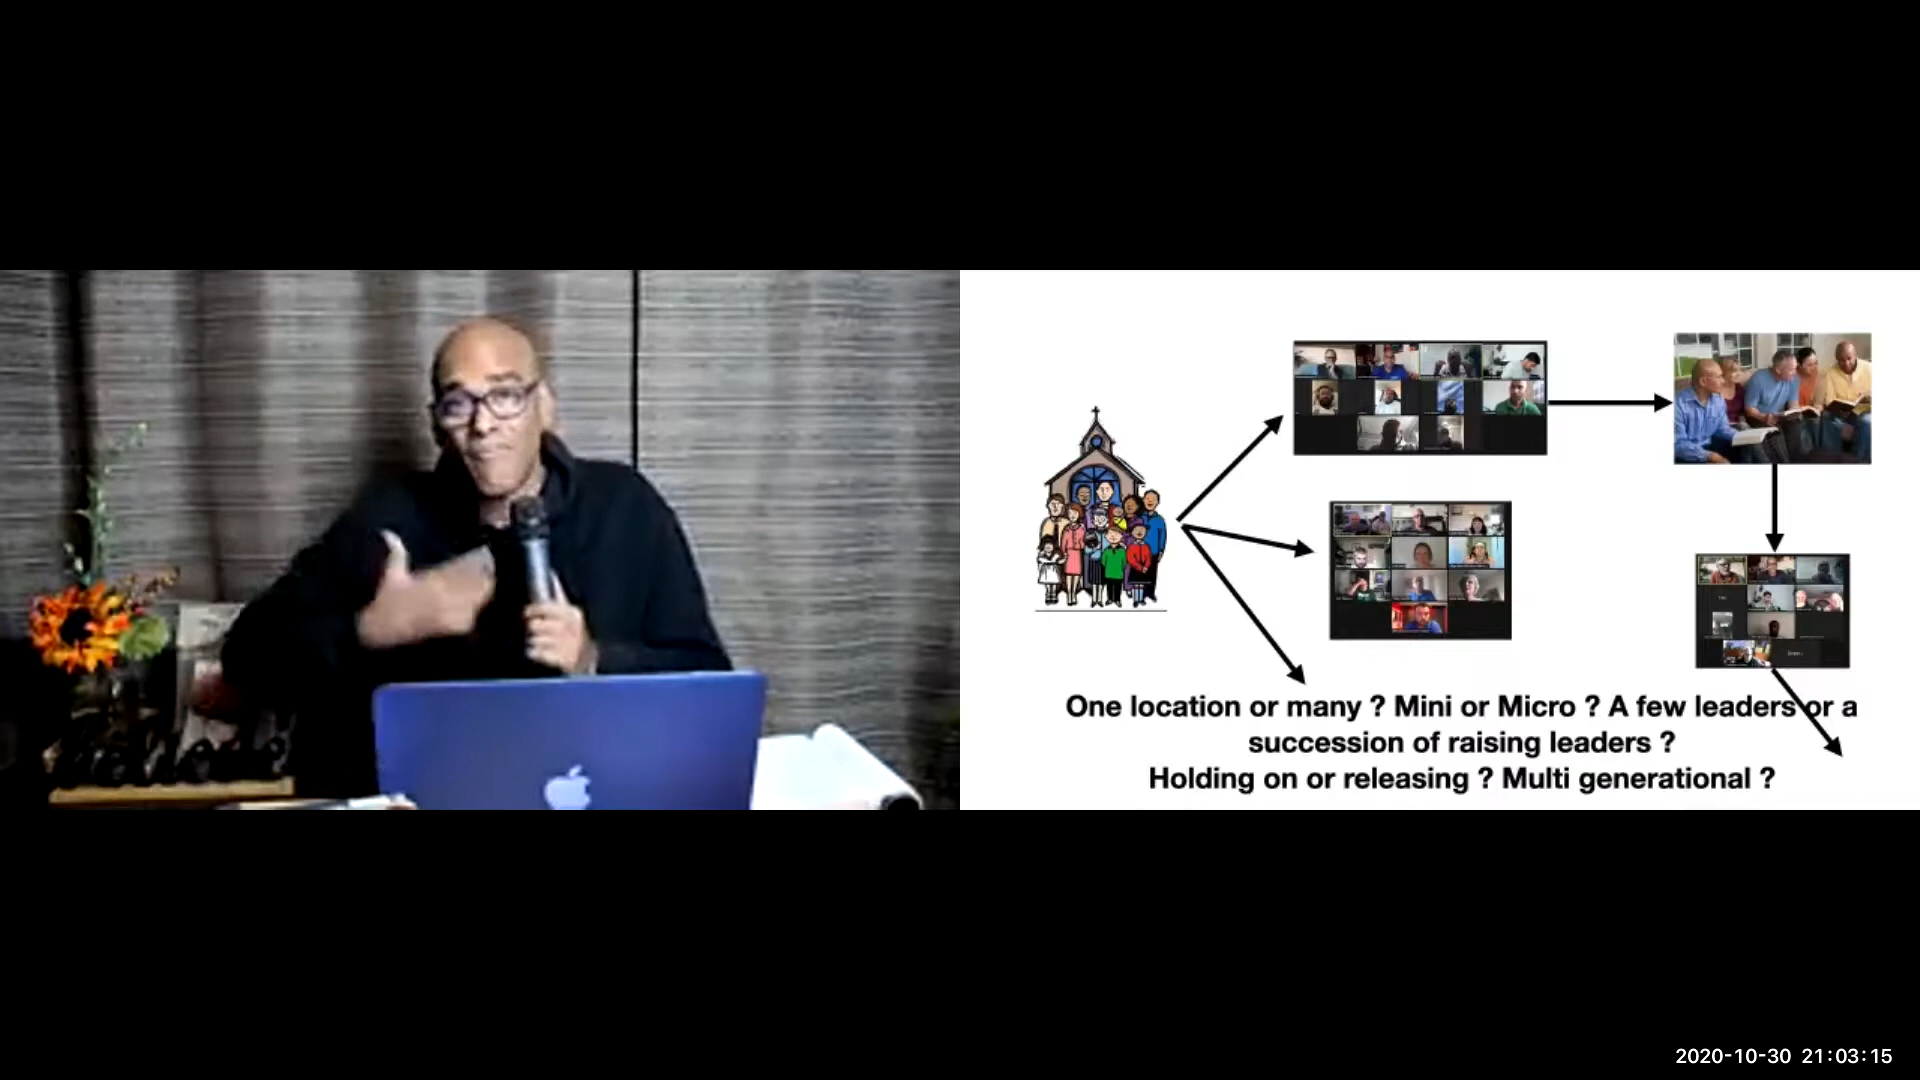 One location or many ? Mini or Micro ? A few leaders or a
succession of raising leaders ?
Holding on or releasing ? Multi generational ?
2020-10-30 21:03:15